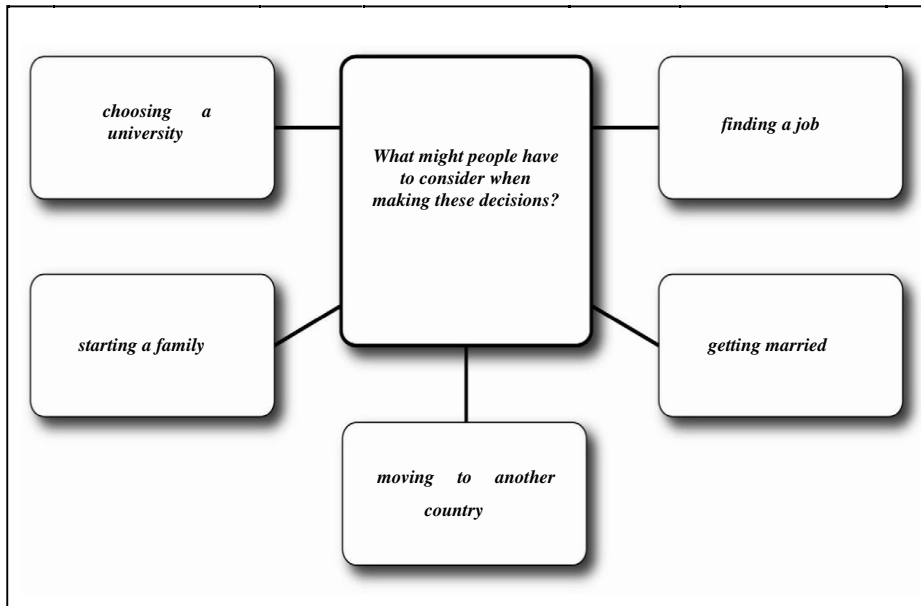 What might people have
to consider when
making these decisions?
choosing a
university
finding a job
starting a family
getting married
moving to another
country